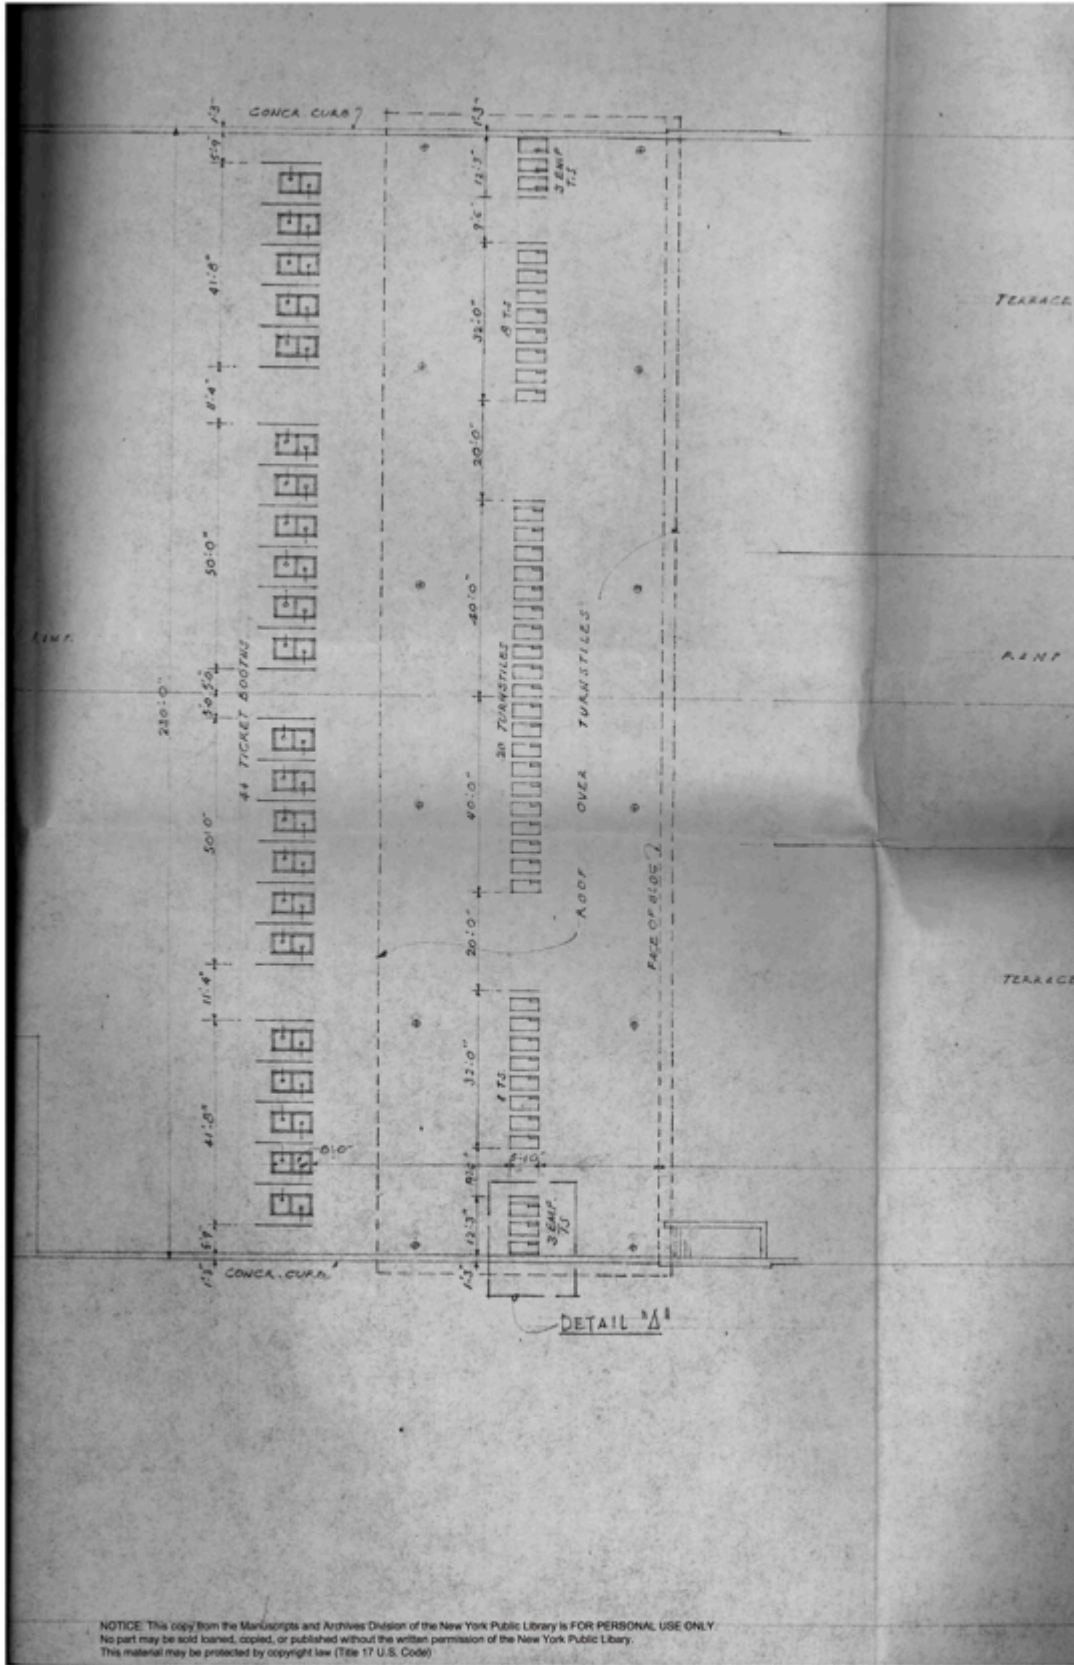 CONCR. CURB
1'-3"
1'-3"
5'-9"
12'-3"
3 EMP.
T.S
9'-6"
41'-8"
32'-0"
8 T.S
TERRACE
11'-4"
20'-0"
50'-0"
40'-0"
RAMP
RAMP
5'-0"
5'-0"
230'-0"
44 TICKET BOOTHS
20 TURNSTILES
ROOF OVER TURNSTILES
40'-0"
50'-0"
FACE OF BLDG
20'-0"
11'-4"
TERRACE
32'-0"
8 T.S.
41'-8"
12'-3"
3 EMP.
T.S
5'-9"
1'-3"
1'-3"
CONCR. CURB
DETAIL "A"
NOTICE: This copy from the Manuscripts and Archives Division of the New York Public Library is FOR PERSONAL USE ONLY.
No part may be sold loaned, copied, or published without the written permission of the New York Public Libary.
This material may be protected by copyright law (Title 17 U.S. Code)